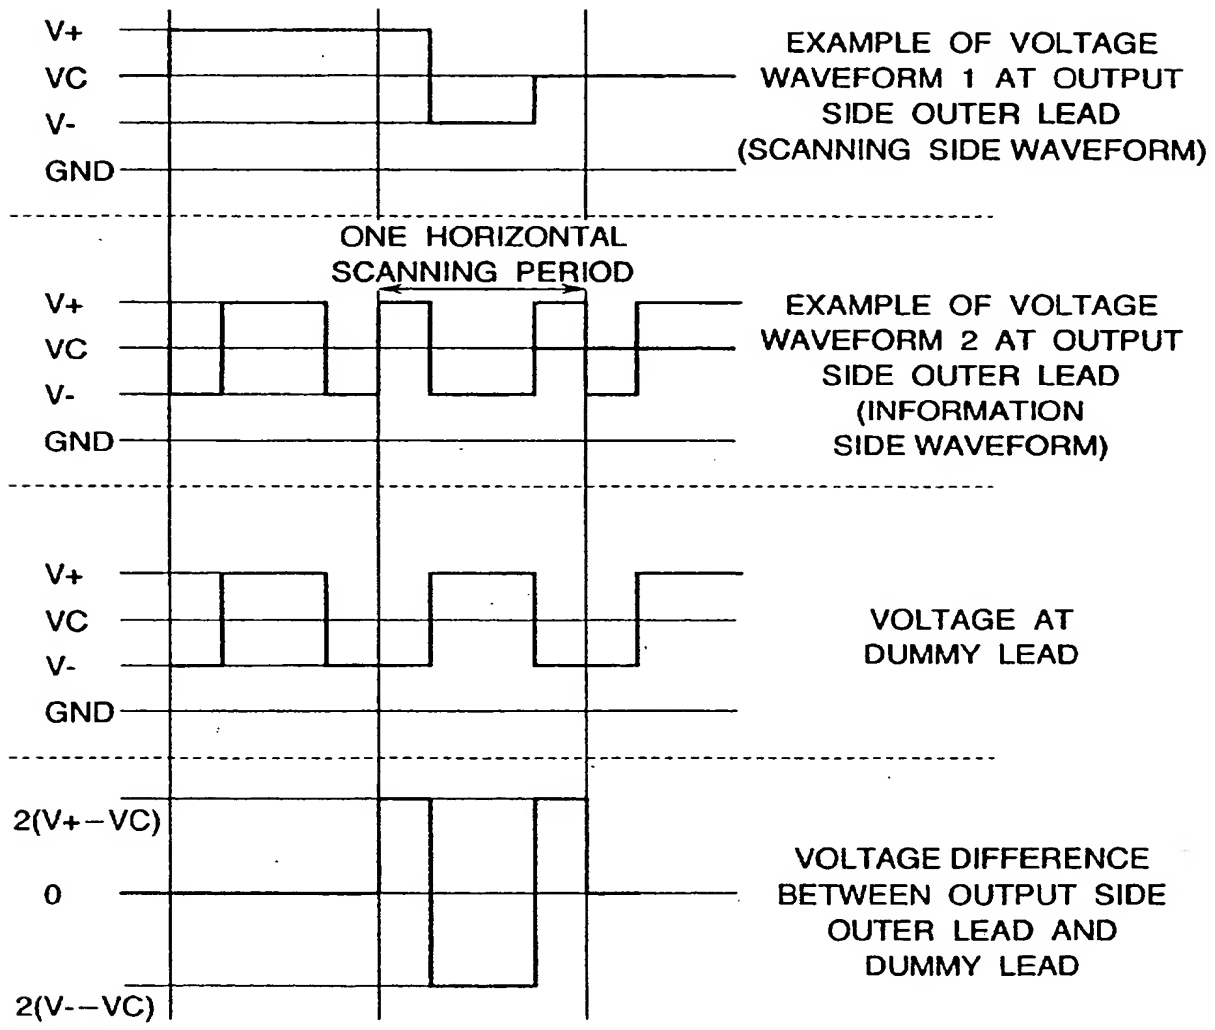 V+
VC
V-
GND
EXAMPLE OF VOLTAGE
WAVEFORM 1 AT OUTPUT
SIDE OUTER LEAD
(SCANNING SIDE WAVEFORM)
ONE HORIZONTAL
SCANNING PERIOD
V+
VC
V-
GND
EXAMPLE OF VOLTAGE
WAVEFORM 2 AT OUTPUT
SIDE OUTER LEAD
(INFORMATION
SIDE WAVEFORM)
V+
VC
V-
GND
VOLTAGE AT
DUMMY LEAD
2(V+-VC)
0
2(V--VC)
VOLTAGE DIFFERENCE
BETWEEN OUTPUT SIDE
OUTER LEAD AND
DUMMY LEAD